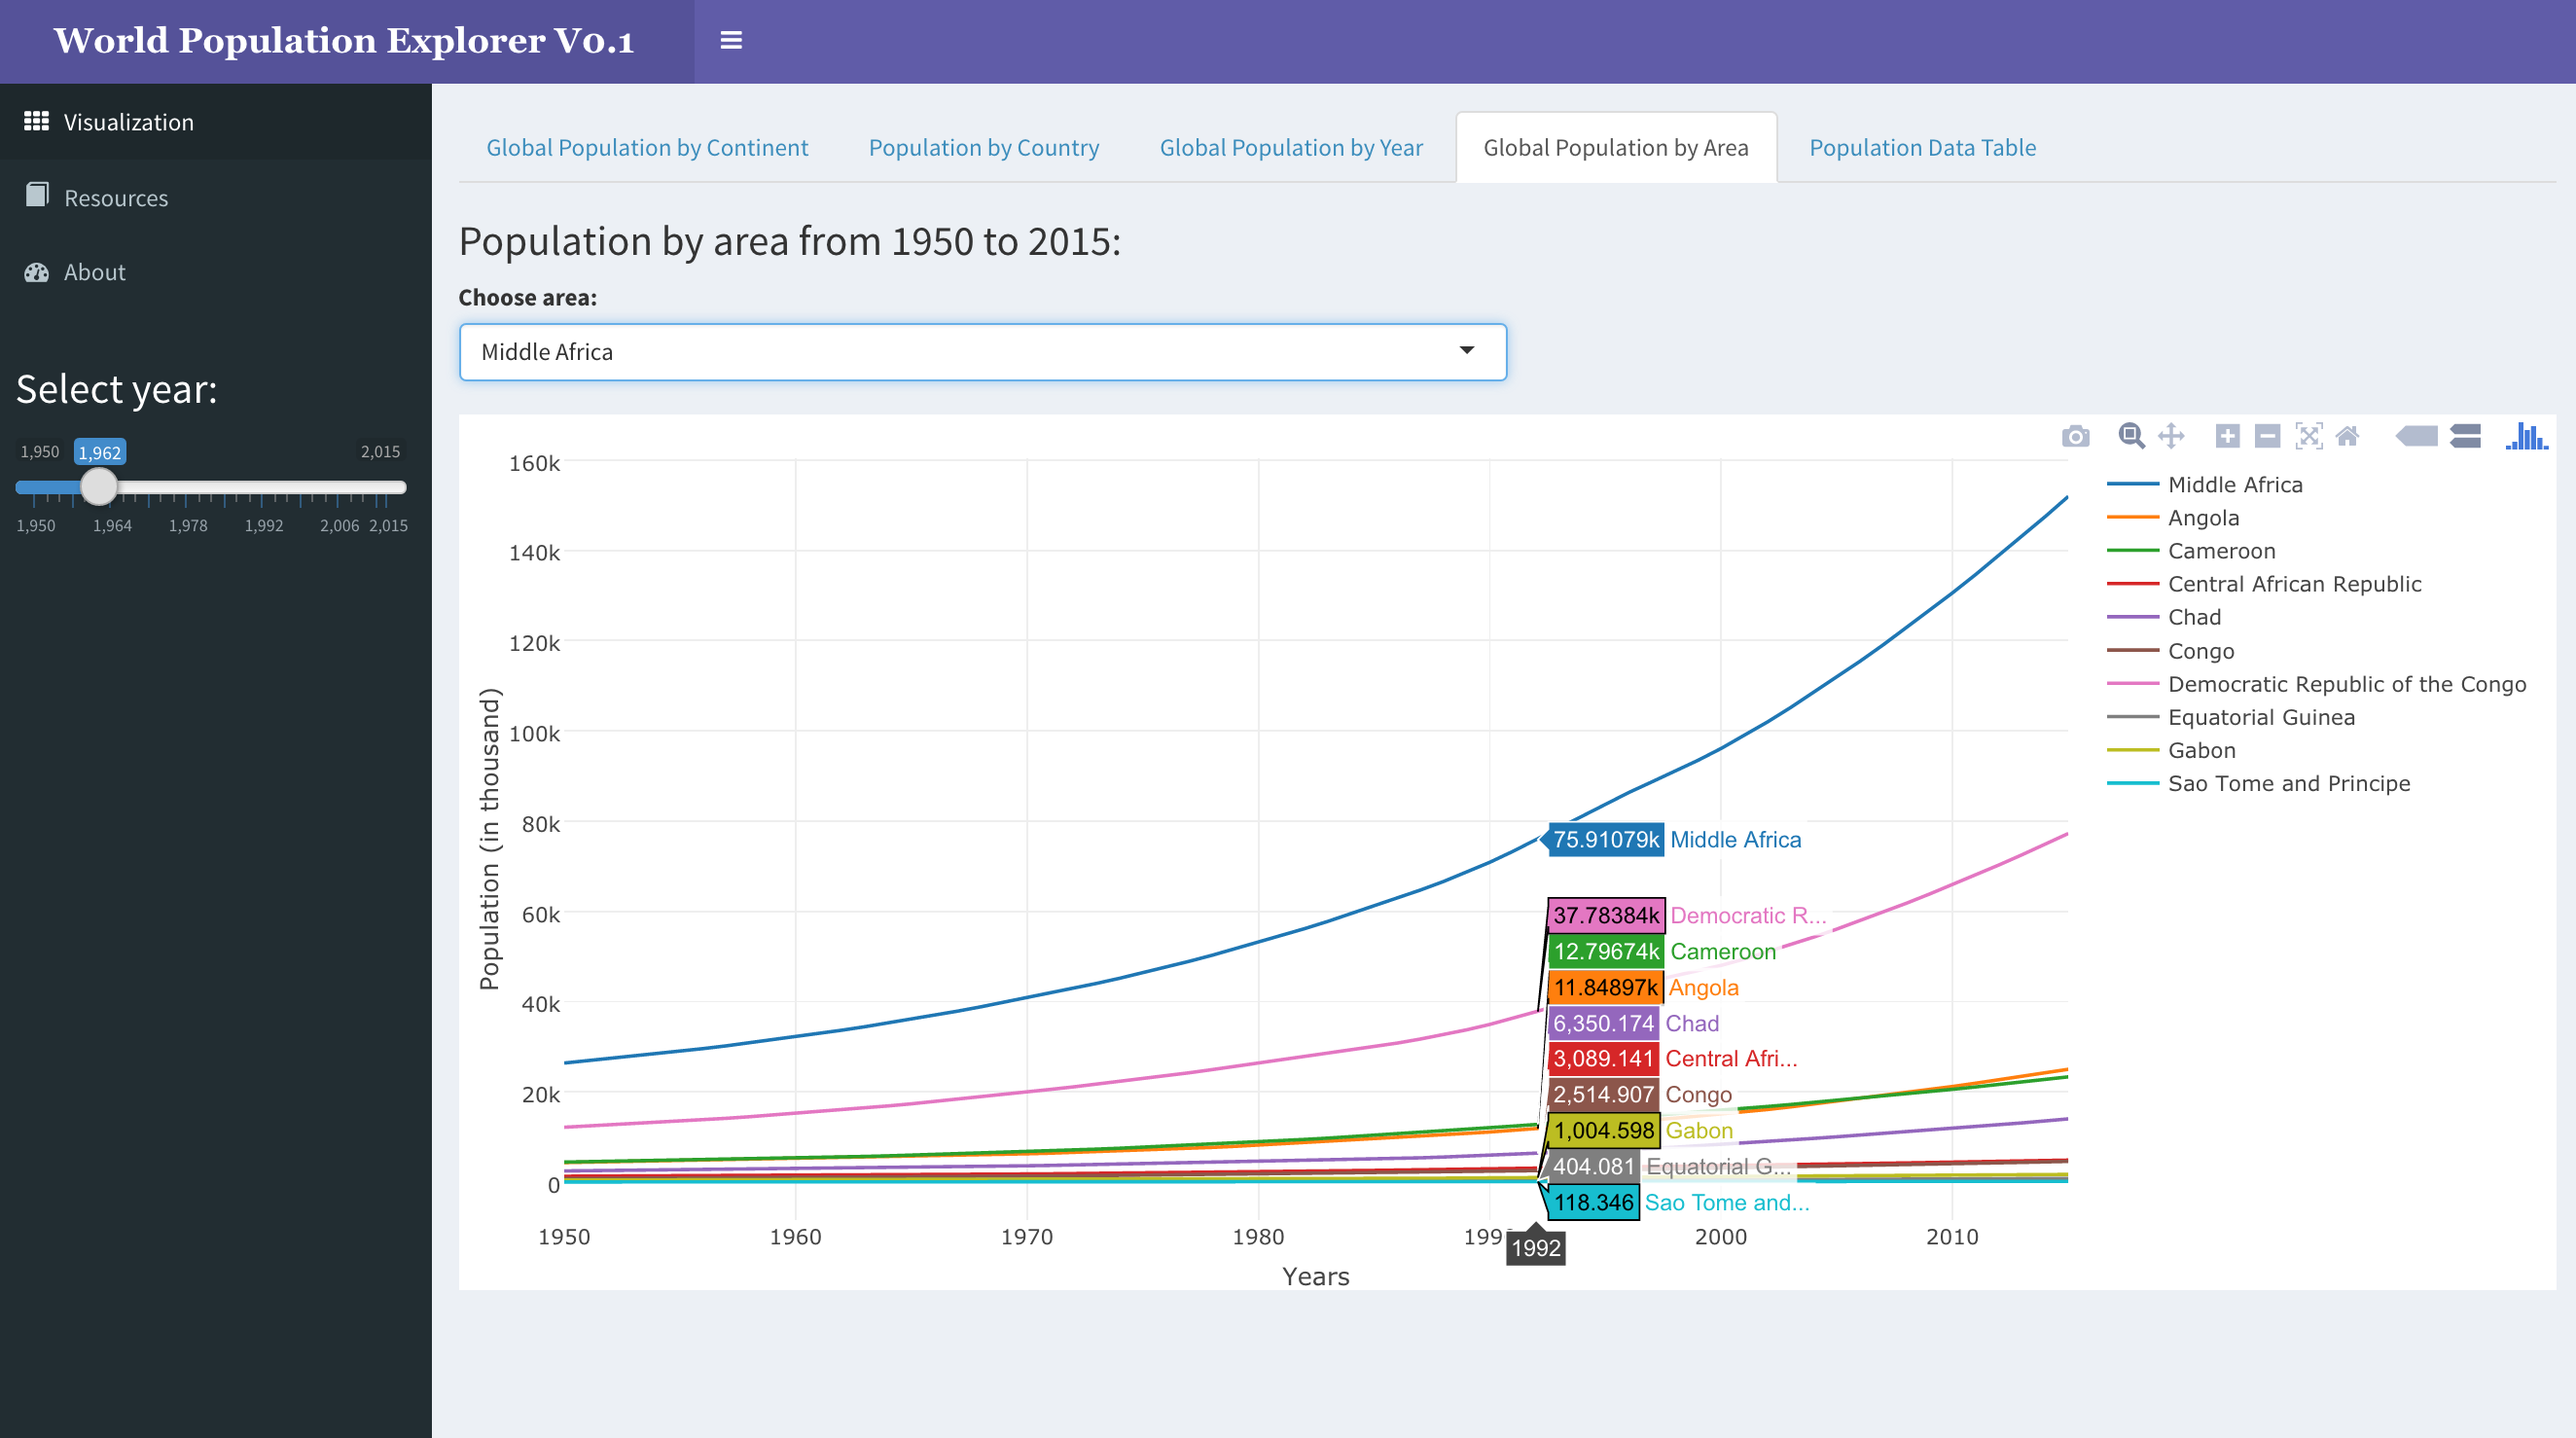 World Population Explorer V0.1
Visualization
Resources
About
Select year:
1,950 1,962 2,015
1,950 1,964 1,978 1,992 2,006 2,015
Global Population by Continent Population by Country Global Population by Year Global Population by Area Population Data Table
Population by area from 1950 to 2015:
Choose area:
Middle Africa
160k
140k
120k
100k
80k
60k
40k
20k
0
Population (in thousand)
75.91079k Middle Africa
37.78384k Democratic R...
12.79674k Cameroon
11.84897k Angola
6,350.174 Chad
3,089.141 Central Afri...
2,514.907 Congo
1,004.598 Gabon
404.081 Equatorial G...
118.346 Sao Tome and...
1950 1960 1970 1980 199 1992 2000 2010
Years
Middle Africa
Angola
Cameroon
Central African Republic
Chad
Congo
Democratic Republic of the Congo
Equatorial Guinea
Gabon
Sao Tome and Principe